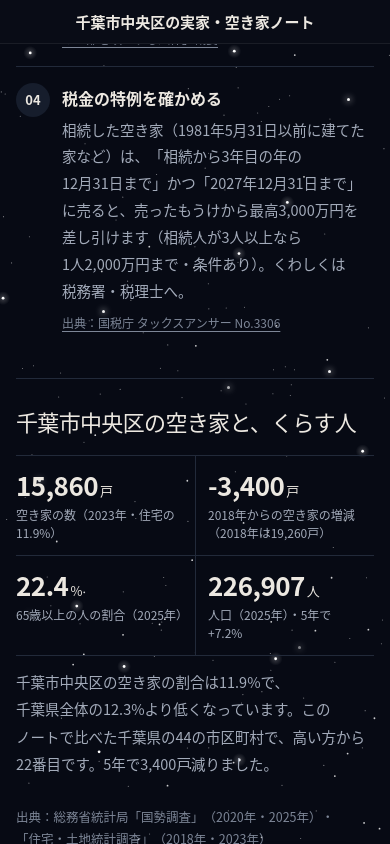 千葉市中央区の実家・空き家ノート
04
税金の特例を確かめる
相続した空き家（1981年5月31日以前に建てた
家など）は、「相続から3年目の年の
12月31日まで」かつ「2027年12月31日まで」
に売ると、売ったもうけから最高3,000万円を
差し引けます（相続人が3人以上なら
1人2,000万円まで・条件あり）。くわしくは
税務署・税理士へ。
出典：国税庁 タックスアンサー No.3306
千葉市中央区の空き家と、くらす人
15,860戸
空き家の数（2023年・住宅の
11.9%）
-3,400戸
2018年からの空き家の増減
（2018年は19,260戸）
22.4%
65歳以上の人の割合（2025年）
226,907人
人口（2025年）・5年で
+7.2%
千葉市中央区の空き家の割合は11.9%で、
千葉県全体の12.3%より低くなっています。この
ノートで比べた千葉県の44の市区町村で、高い方から
22番目です。5年で3,400戸減りました。
出典：総務省統計局「国勢調査」（2020年・2025年）・
「住宅・土地統計調査」（2018年・2023年）